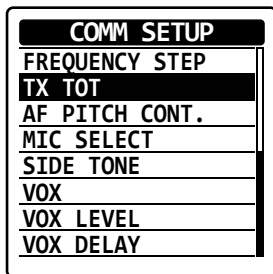 COMM SETUP
FREQUENCY STEP
TX TOT
AF PITCH CONT.
MIC SELECT
SIDE TONE
VOX
VOX LEVEL
VOX DELAY